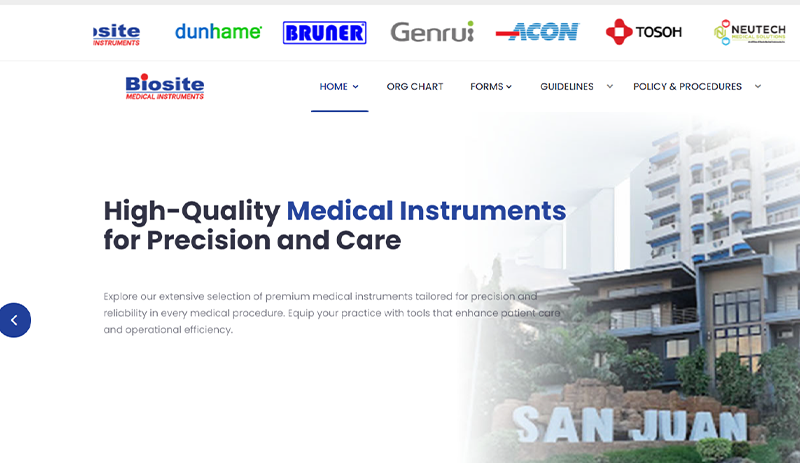 osite
INSTRUMENTS
dunhame
BRUNER
Genrui
ACON
TOSOH
NEUTECH
MEDICAL SOLUTIONS
Biosite
MEDICAL INSTRUMENTS
HOME
ORG CHART
FORMS
GUIDELINES
POLICY & PROCEDURES
High-Quality Medical Instruments
for Precision and Care
Explore our extensive selection of premium medical instruments tailored for precision and
reliability in every medical procedure. Equip your practice with tools that enhance patient care
and operational efficiency.
SAN JUAN